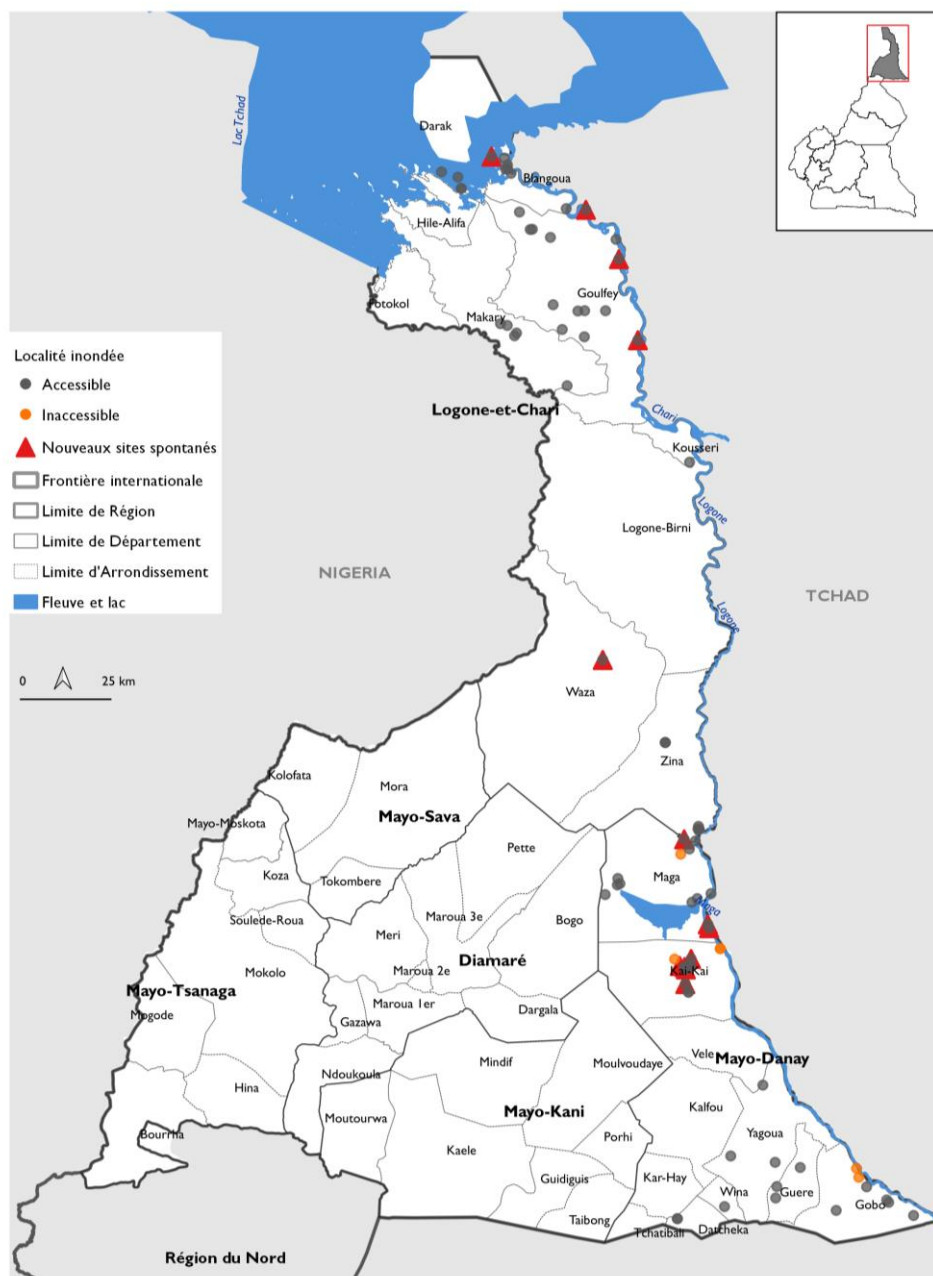 Lac Tchad
Darak
Blangoua
Hile-Alifa
Goulfey
Fotokol
Makary
Localité inondée
Accessible
Inaccessible
Nouveaux sites spontanés
Frontière internationale
Limite de Région
Limite de Département
Limite d'Arrondissement
Fleuve et lac
Logone-et-Chari
Chari
Kousseri
Logone
Logone-Birni
NIGERIA
TCHAD
Logone
0 25 km
Waza
Zina
Kolofata
Mora
Mayo-Sava
Mayo-Moskota
Koza
Tokombere
Pette
Maga
Soulede-Roua
Meri
Maroua 3e
Bogo
Maga
Mokolo
Maroua 2e
Diamaré
Kai-Kai
Mayo-Tsanaga
Mogode
Gazawa
Maroua 1er
Dargala
Hina
Ndoukoula
Mindif
Moulvoudaye
Vele
Mayo-Danay
Moutourwa
Mayo-Kani
Kalfou
Bourrha
Kaele
Porhi
Yagoua
Guidiguis
Kar-Hay
Wina
Guere
Gobo
Taibong
Tchatibali
Datcheka
Région du Nord